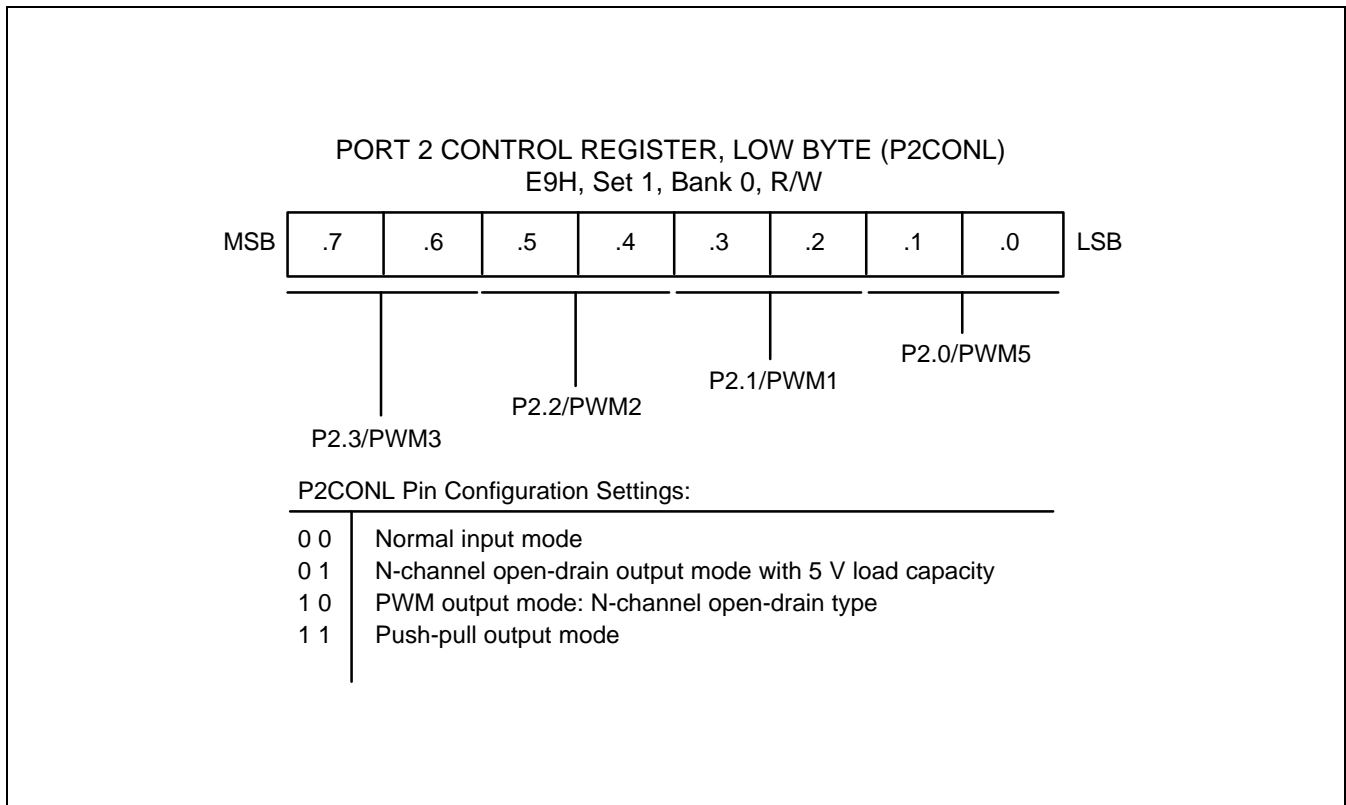 PORT 2 CONTROL REGISTER, LOW BYTE (P2CONL)
E9H, Set 1, Bank 0, R/W
MSB .7 .6 .5 .4 .3 .2 .1 .0 LSB
P2.0/PWM5
P2.1/PWM1
P2.2/PWM2
P2.3/PWM3
P2CONL Pin Configuration Settings:
0 0 Normal input mode
0 1 N-channel open-drain output mode with 5 V load capacity
1 0 PWM output mode: N-channel open-drain type
1 1 Push-pull output mode